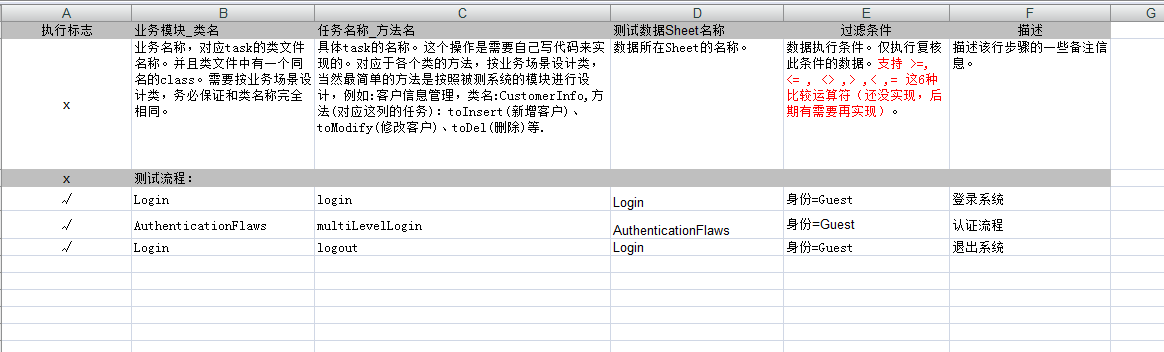 A B C D E F G
执行标志 业务模块_类名 任务名称_方法名 测试数据Sheet名称 过滤条件 描述
x
业务名称，对应task的类文件
名称。并且类文件中有一个同
名的class。需要按业务场景设
计类，务必保证和类名称完全
相同。
具体task的名称。这个操作是需要自己写代码来实
现的。对应于各个类的方法，按业务场景设计类，
当然最简单的方法是按照被测系统的模块进行设
计，例如:客户信息管理，类名:CustomerInfo,方
法(对应这列的任务)：toInsert(新增客户)、
toModify(修改客户)、toDel(删除)等.
数据所在Sheet的名称。
数据执行条件。仅执行复核
此条件的数据。支持 >=,
<= , <> ,> ,< ,= 这6种
比较运算符（还没实现，后
期有需要再实现）。
描述该行步骤的一些备注信
息。
x 测试流程：
√ Login login Login 身份=Guest 登录系统
√ AuthenticationFlaws multiLevelLogin AuthenticationFlaws 身份=Guest 认证流程
√ Login logout Login 身份=Guest 退出系统